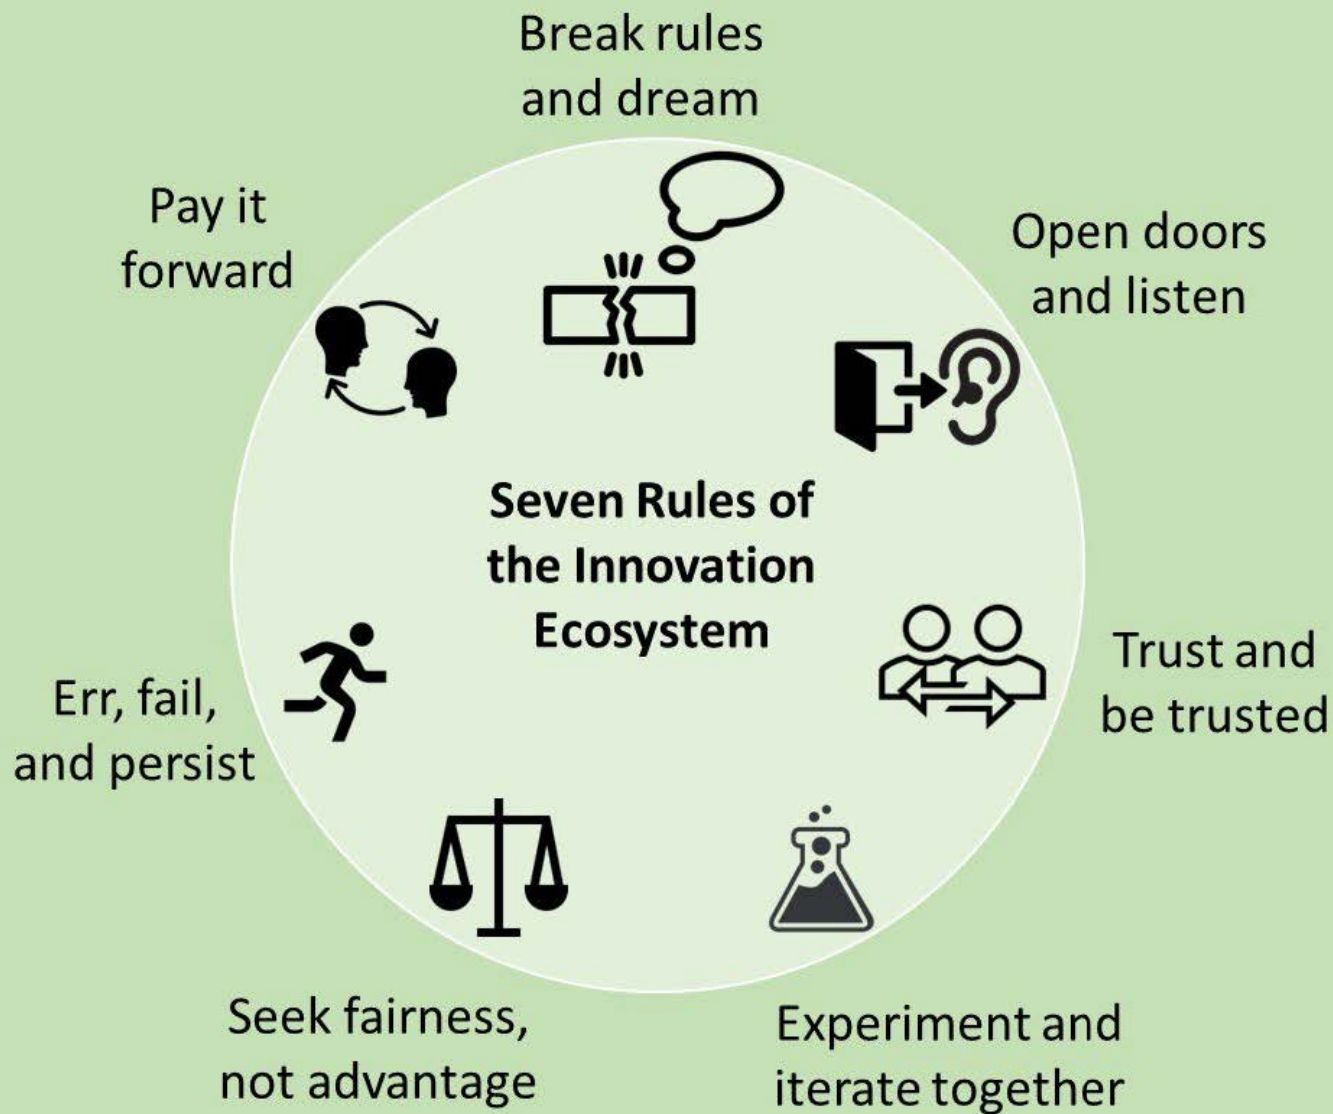 Break rules
and dream
Open doors
and listen
Trust and
be trusted
Experiment and
iterate together
Seek fairness,
not advantage
Err, fail,
and persist
Pay it
forward
Seven Rules of
the Innovation
Ecosystem